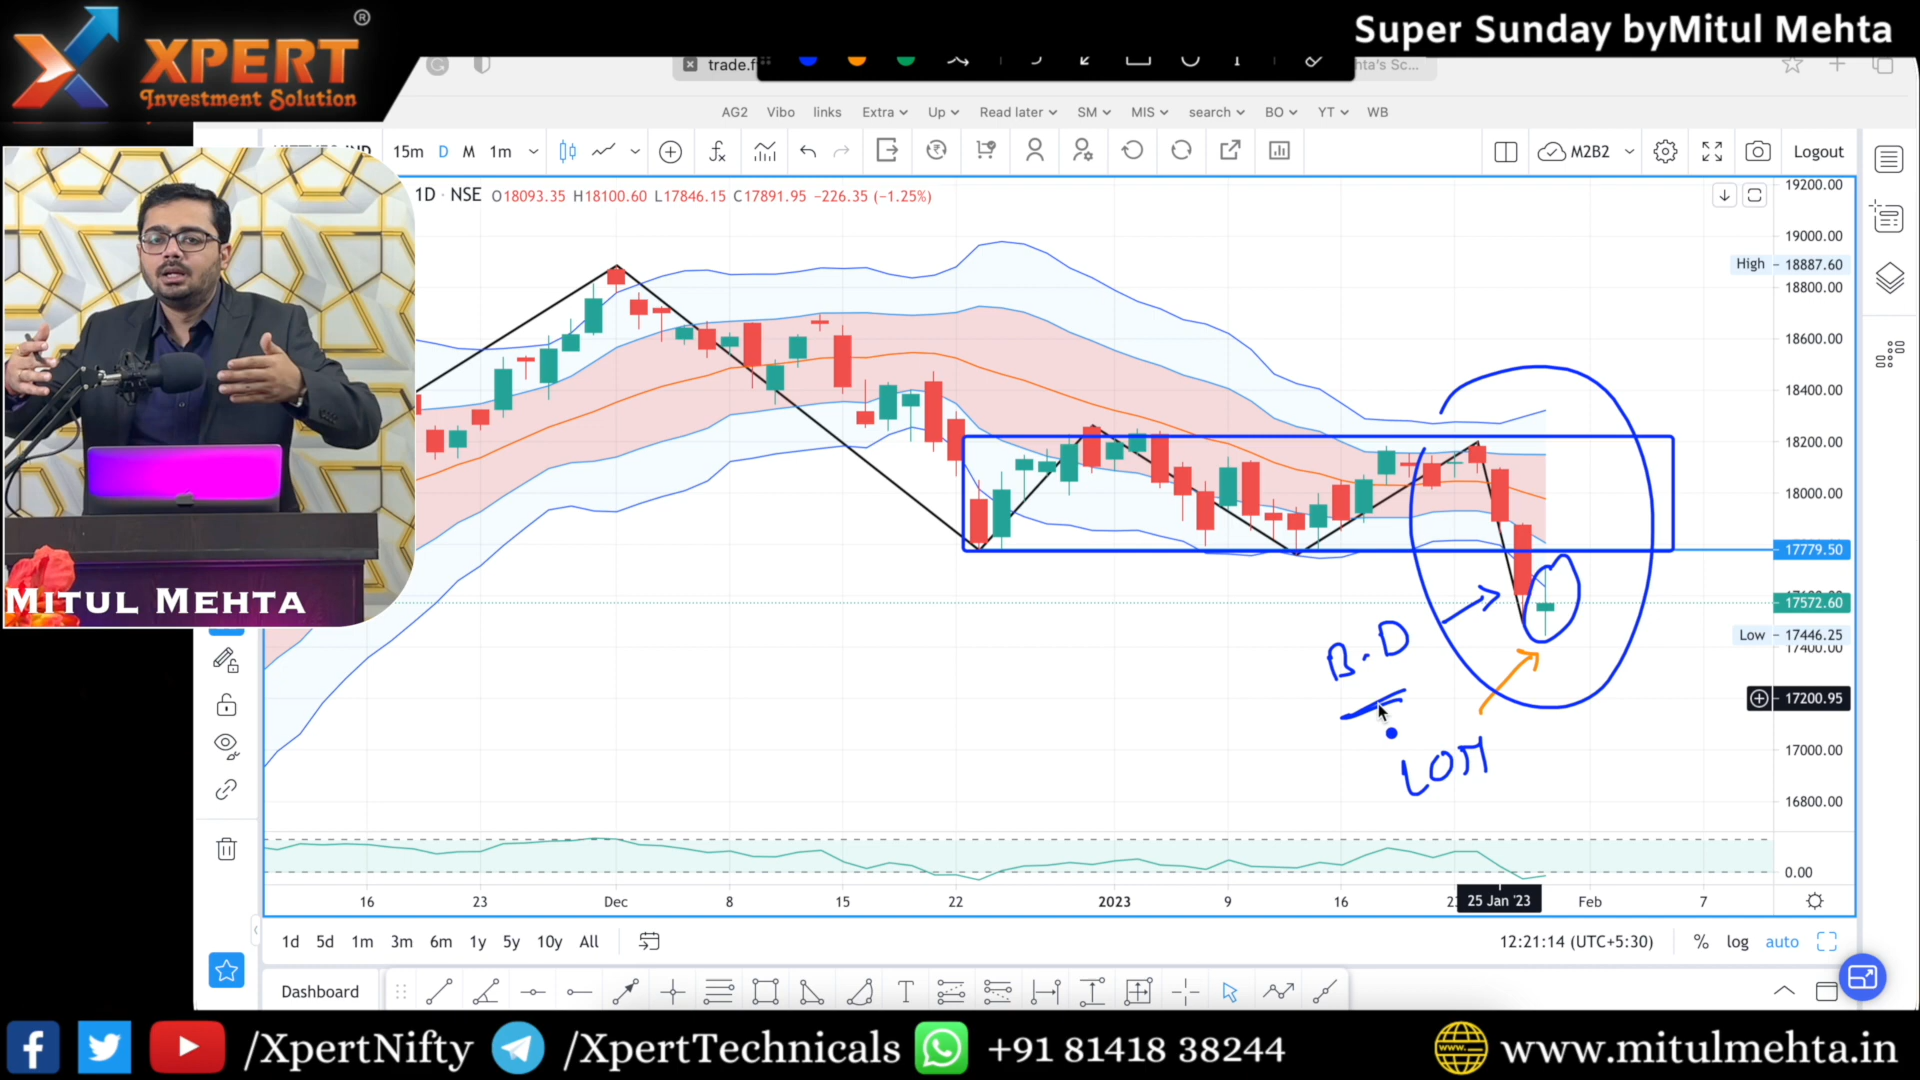 XPERT ®
Investment Solution
Super Sunday byMitul Mehta
trade.f
nta's Sc...
AG2 Vibo links Extra Up Read later SM MIS search BO YT WB
15m D M 1m
M2B2 Logout
1D · NSE O18093.35 H18100.60 L17846.15 C17891.95 −226.35 (−1.25%)
19200.00
19000.00
High 18887.60
18800.00
18600.00
18400.00
18200.00
18000.00
17779.50
17572.60
Low 17446.25
17400.00
17200.95
17000.00
16800.00
0.00
MITUL MEHTA
B.D
LOM
16 23 Dec 8 15 22 2023 9 16 25 Jan '23 Feb 7
1d 5d 1m 3m 6m 1y 5y 10y All
12:21:14 (UTC+5:30) % log auto
Dashboard
/XpertNifty /XpertTechnicals +91 81418 38244 www.mitulmehta.in